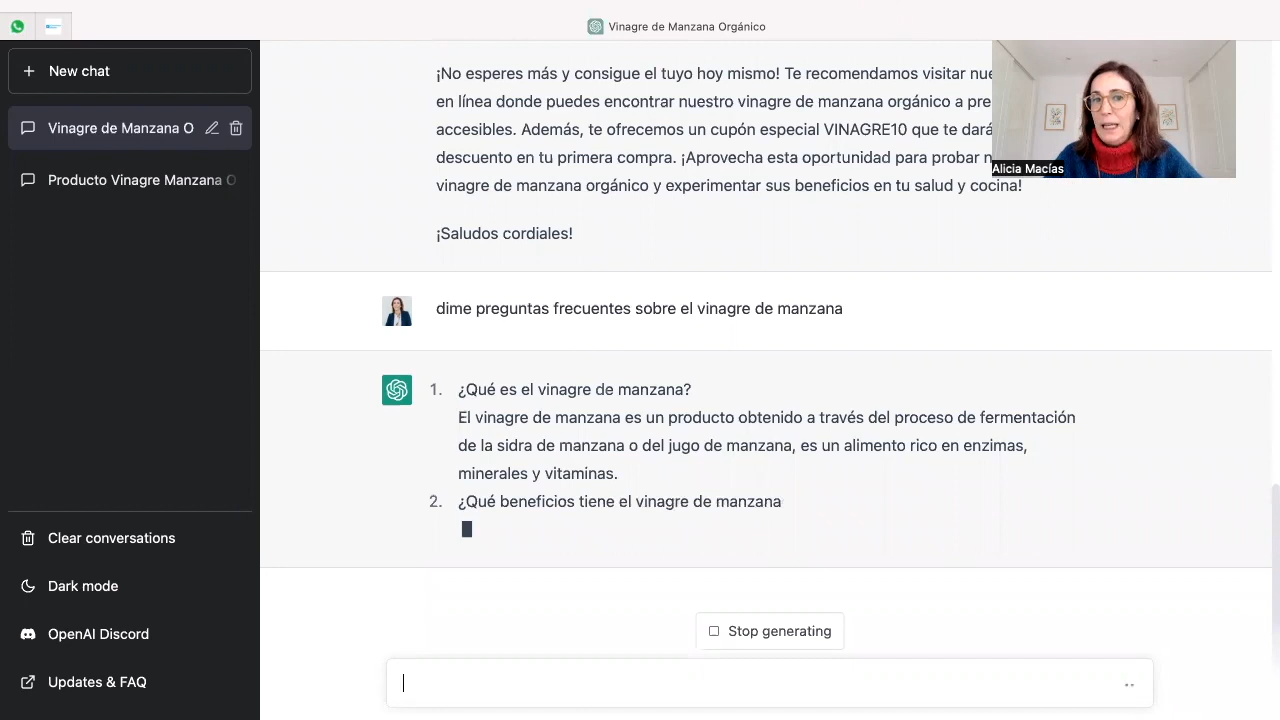 Vinagre de Manzana Orgánico
New chat
Vinagre de Manzana O
Producto Vinagre Manzana O
Clear conversations
Dark mode
OpenAI Discord
Updates & FAQ
¡No esperes más y consigue el tuyo hoy mismo! Te recomendamos visitar nue
en línea donde puedes encontrar nuestro vinagre de manzana orgánico a pre
accesibles. Además, te ofrecemos un cupón especial VINAGRE10 que te dará
descuento en tu primera compra. ¡Aprovecha esta oportunidad para probar n
vinagre de manzana orgánico y experimentar sus beneficios en tu salud y cocina!
¡Saludos cordiales!
Alicia Macías
dime preguntas frecuentes sobre el vinagre de manzana
1. ¿Qué es el vinagre de manzana?
El vinagre de manzana es un producto obtenido a través del proceso de fermentación
de la sidra de manzana o del jugo de manzana, es un alimento rico en enzimas,
minerales y vitaminas.
2. ¿Qué beneficios tiene el vinagre de manzana
Stop generating